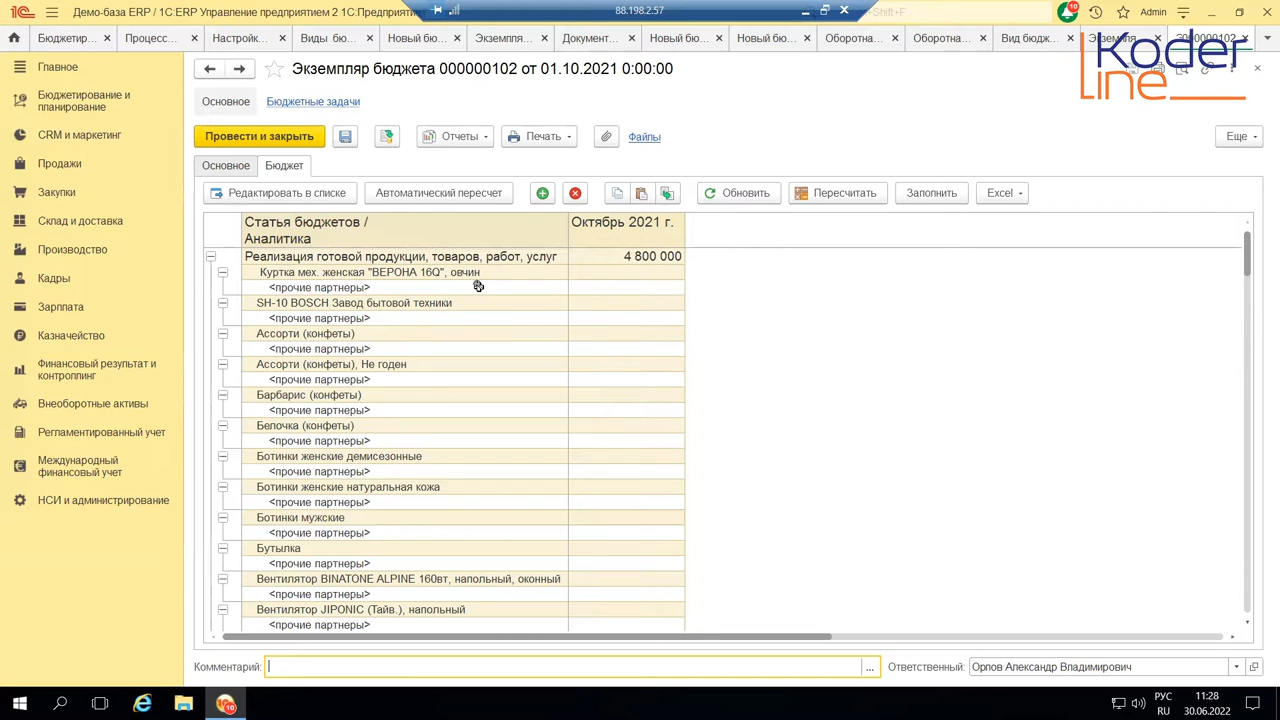 Демо-база ERP / 1С:ERP Управление предприятием 2 1С:Предприяти
88.198.2.57
+Shift+F
10
Admin
Бюджетир...
Процесс...
Настройк...
Виды бю...
Новый бю...
Экземпля...
Документ...
Новый бю...
Новый бю...
Оборотна...
Оборотна...
Вид бюдж...
Экземпля
000000102
Koder
Line
Главное
Бюджетирование и
планирование
CRM и маркетинг
Продажи
Закупки
Склад и доставка
Производство
Кадры
Зарплата
Казначейство
Финансовый результат и
контроллинг
Внеоборотные активы
Регламентированный учет
Международный
финансовый учет
НСИ и администрирование
Экземпляр бюджета 000000102 от 01.10.2021 0:00:00
Основное
Бюджетные задачи
Провести и закрыть
Отчеты
Печать
Файлы
Еще
Основное
Бюджет
Редактировать в списке
Автоматический пересчет
Обновить
Пересчитать
Заполнить
Excel
Статья бюджетов /
Аналитика
Октябрь 2021 г.
Реализация готовой продукции, товаров, работ, услуг 4 800 000
Куртка мех. женская "ВЕРОНА 16Q", овчин
<прочие партнеры>
SH-10 BOSCH Завод бытовой техники
<прочие партнеры>
Ассорти (конфеты)
<прочие партнеры>
Ассорти (конфеты), Не годен
<прочие партнеры>
Барбарис (конфеты)
<прочие партнеры>
Белочка (конфеты)
<прочие партнеры>
Ботинки женские демисезонные
<прочие партнеры>
Ботинки женские натуральная кожа
<прочие партнеры>
Ботинки мужские
<прочие партнеры>
Бутылка
<прочие партнеры>
Вентилятор BINATONE ALPINE 160вт, напольный, оконный
<прочие партнеры>
Вентилятор JIPONIC (Тайв.), напольный
<прочие партнеры>
Комментарий:
...
Ответственный:
Орлов Александр Владимирович
10
РУС
RU
11:28
30.06.2022